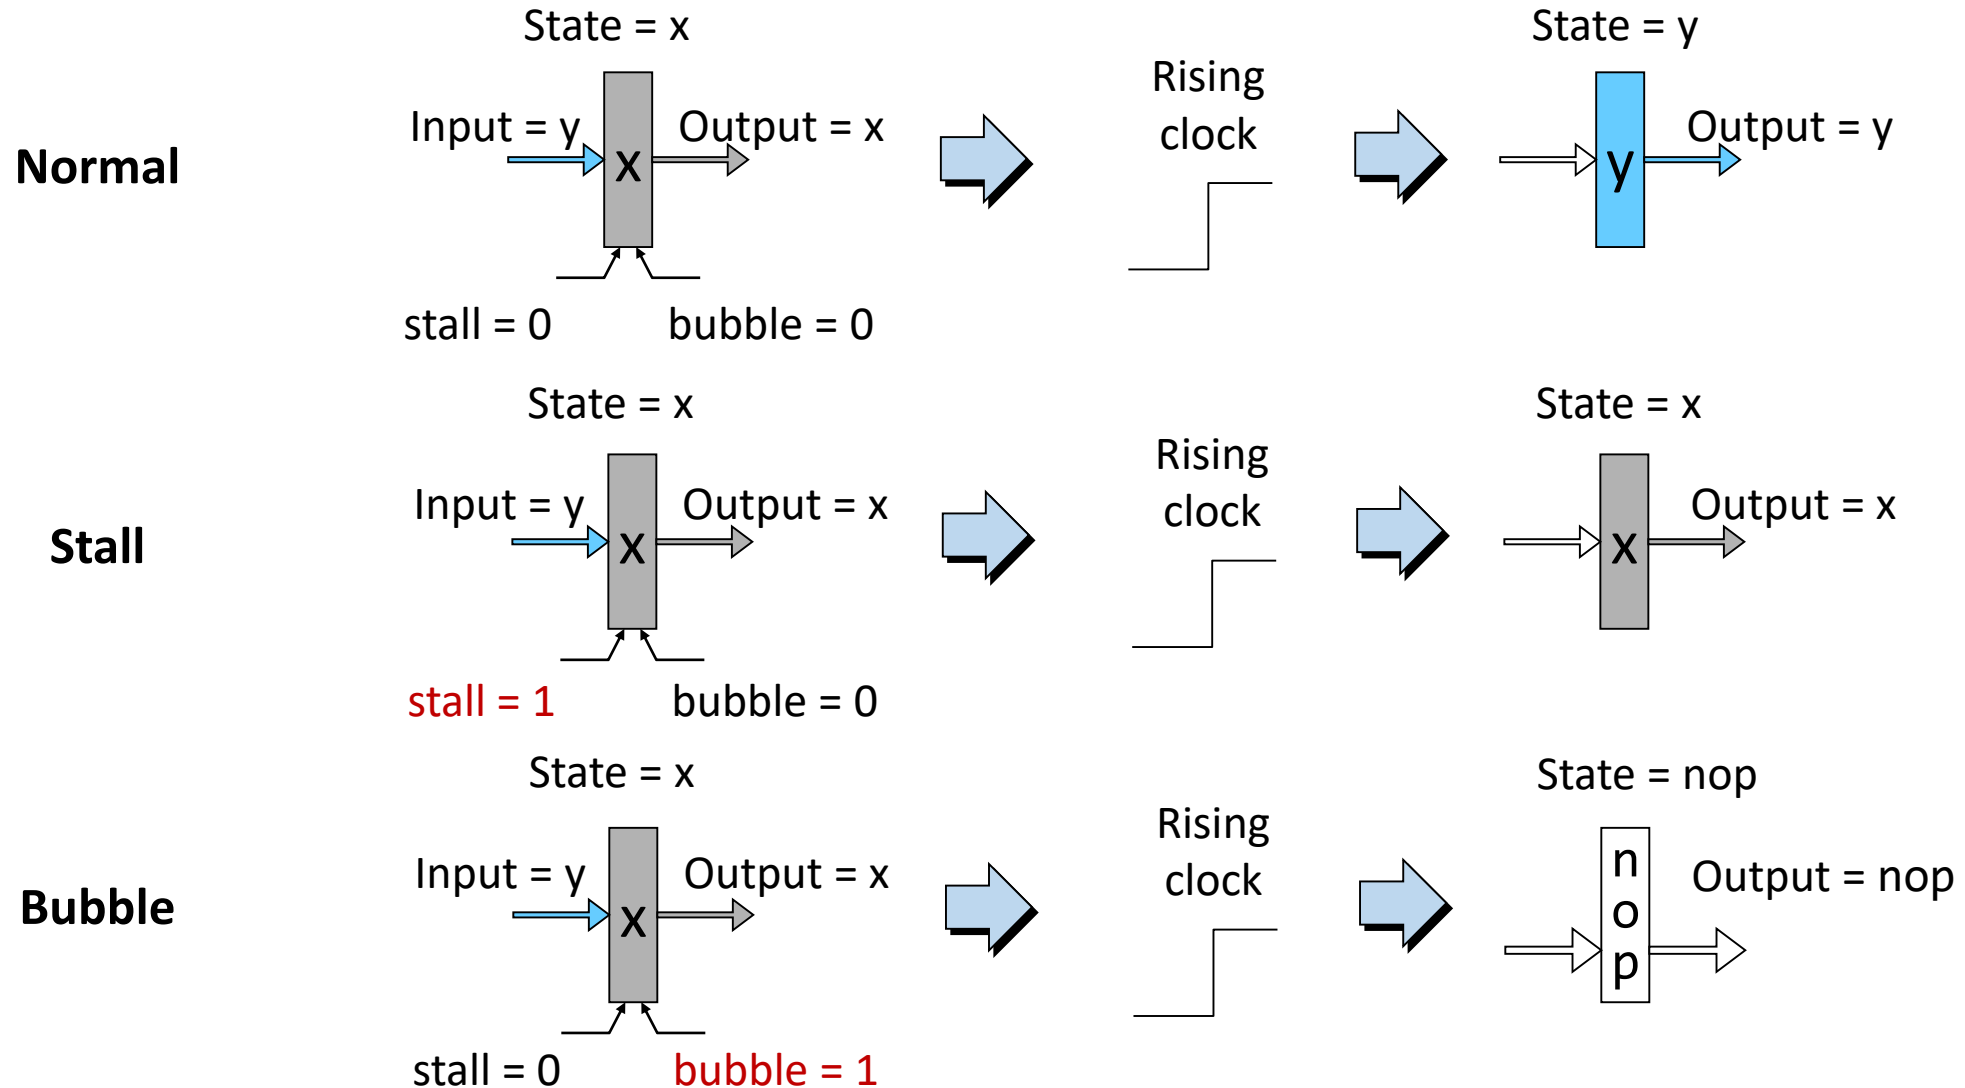 State = x
State = y
Normal
Input = y
x
Output = x
Rising
clock
y
Output = y
stall = 0
bubble = 0
State = x
State = x
Stall
Input = y
x
Output = x
Rising
clock
x
Output = x
stall = 1
bubble = 0
State = x
State = nop
Bubble
Input = y
x
Output = x
Rising
clock
n
o
p
Output = nop
stall = 0
bubble = 1